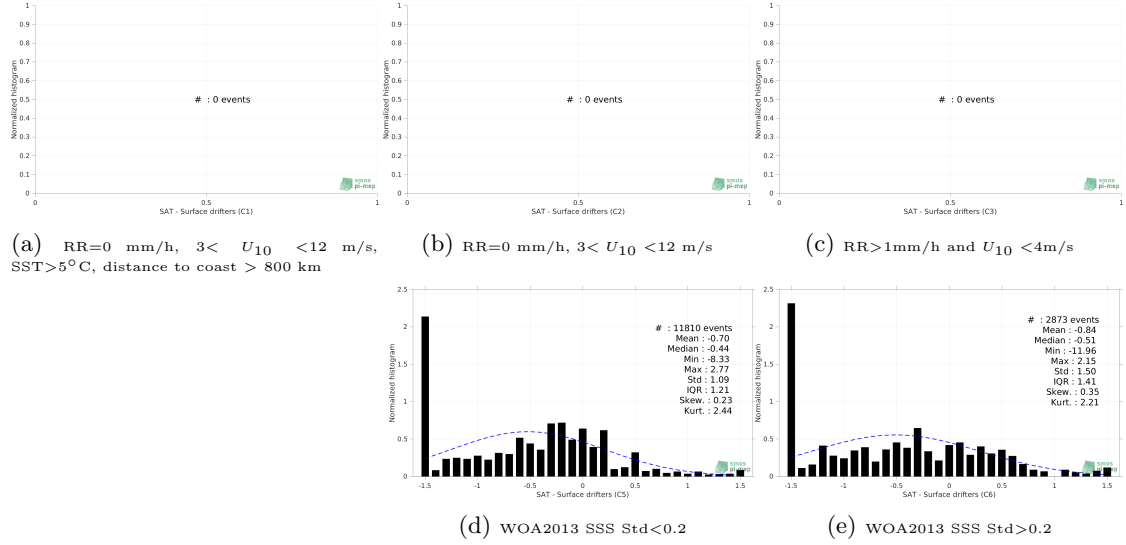 1
0.9
0.8
0.7
0.6
0.5
0.4
0.3
0.2
0.1
0
Normalized histogram
# : 0 events
smos
pi-mep
0 0.5 1
SAT - Surface drifters (C1)
1
0.9
0.8
0.7
0.6
0.5
0.4
0.3
0.2
0.1
0
Normalized histogram
# : 0 events
smos
pi-mep
0 0.5 1
SAT - Surface drifters (C2)
1
0.9
0.8
0.7
0.6
0.5
0.4
0.3
0.2
0.1
0
Normalized histogram
# : 0 events
smos
pi-mep
0 0.5 1
SAT - Surface drifters (C3)
(a) RR=0 mm/h, 3< U10 <12 m/s,
SST>5°C, distance to coast > 800 km
(b) RR=0 mm/h, 3< U10 <12 m/s
(c) RR>1mm/h and U10 <4m/s
2.5
2
1.5
1
0.5
0
Normalized histogram
# : 11810 events
Mean : -0.70
Median : -0.44
Min : -8.33
Max : 2.77
Std : 1.09
IQR : 1.21
Skew. : 0.23
Kurt. : 2.44
smos
pi-mep
-1.5 -1 -0.5 0 0.5 1 1.5
SAT - Surface drifters (C5)
2.5
2
1.5
1
0.5
0
Normalized histogram
# : 2873 events
Mean : -0.84
Median : -0.51
Min : -11.96
Max : 2.15
Std : 1.50
IQR : 1.41
Skew. : 0.35
Kurt. : 2.21
smos
pi-mep
-1.5 -1 -0.5 0 0.5 1 1.5
SAT - Surface drifters (C6)
(d) WOA2013 SSS Std<0.2
(e) WOA2013 SSS Std>0.2